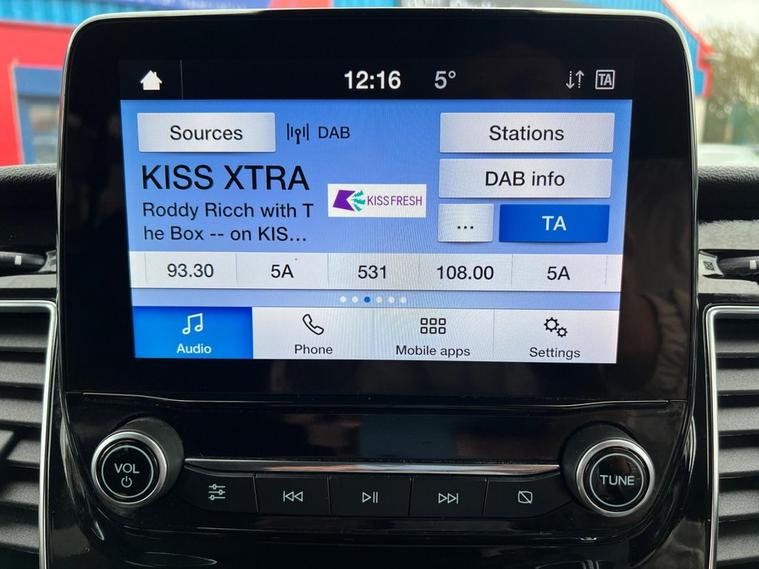 12:16 5° TA
Sources DAB Stations
KISS XTRA
DAB info
KISS FRESH
Roddy Ricch with T
he Box -- on KIS...
... TA
93.30 5A 531 108.00 5A
Audio Phone Mobile apps Settings
VOL
TUNE